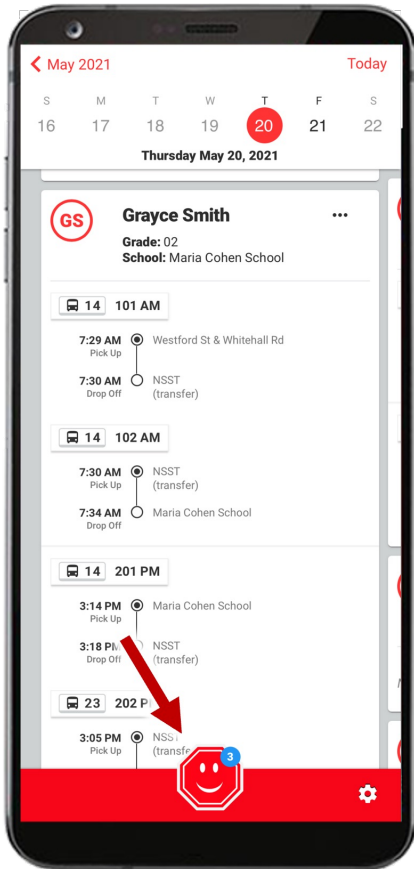 May 2021 Today
S M T W T F S
16 17 18 19 20 21 22
Thursday May 20, 2021
GS Grayce Smith
Grade: 02
School: Maria Cohen School
14 101 AM
7:29 AM Westford St & Whitehall Rd
Pick Up
7:30 AM NSST
Drop Off (transfer)
14 102 AM
7:30 AM NSST
Pick Up (transfer)
7:34 AM Maria Cohen School
Drop Off
14 201 PM
3:14 PM Maria Cohen School
Pick Up
3:18 PM NSST
Drop Off (transfer)
23 202 P
3:05 PM NSST
Pick Up (transfe
3